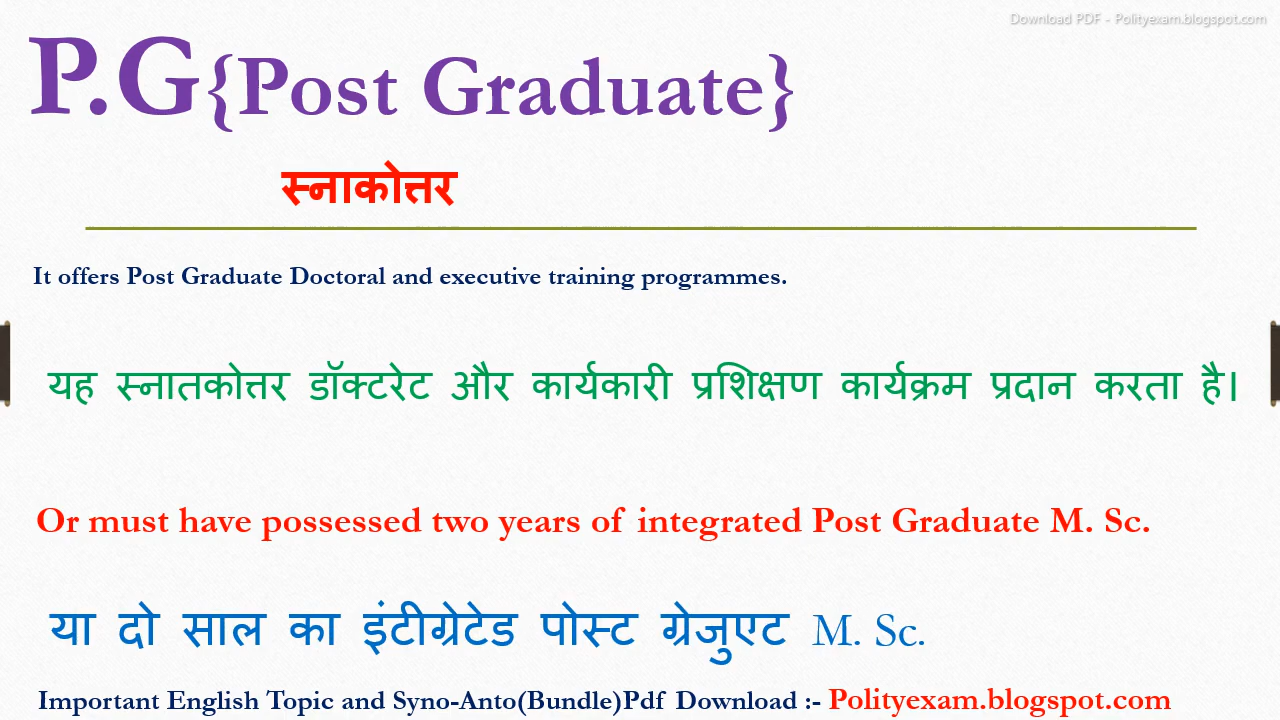 Download PDF - Polityexam.blogspot.com
P.G{Post Graduate}
स्नाकोत्तर
It offers Post Graduate Doctoral and executive training programmes.
यह स्नातकोत्तर डॉक्टरेट और कार्यकारी प्रशिक्षण कार्यक्रम प्रदान करता है।
Or must have possessed two years of integrated Post Graduate M. Sc.
या दो साल का इंटीग्रेटेड पोस्ट ग्रेजुएट M. Sc.
Important English Topic and Syno-Anto(Bundle)Pdf Download :- Polityexam.blogspot.com